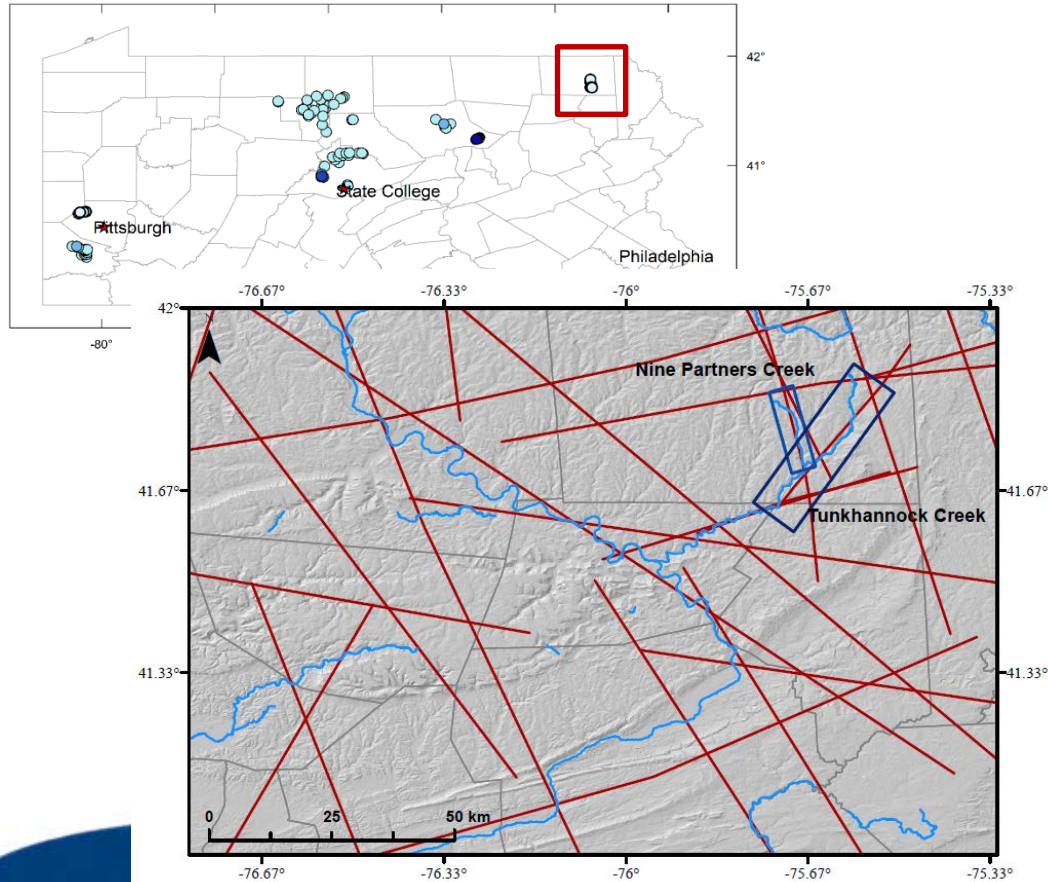 42°
41°
State College
Pittsburgh
Philadelphia
-80°
-76.67° -76.33° -76° -75.67° -75.33°
42°
N
Nine Partners Creek
41.67° 41.67°
Tunkhannock Creek
41.33° 41.33°
0 25 50 km
-76.67° -76.33° -76° -75.67° -75.33°